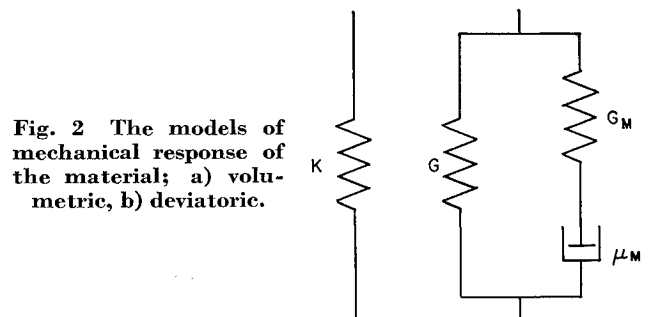 Fig. 2 The models of
mechanical response of
the material; a) volu-
metric, b) deviatoric.
K
G
G_M
μ_M